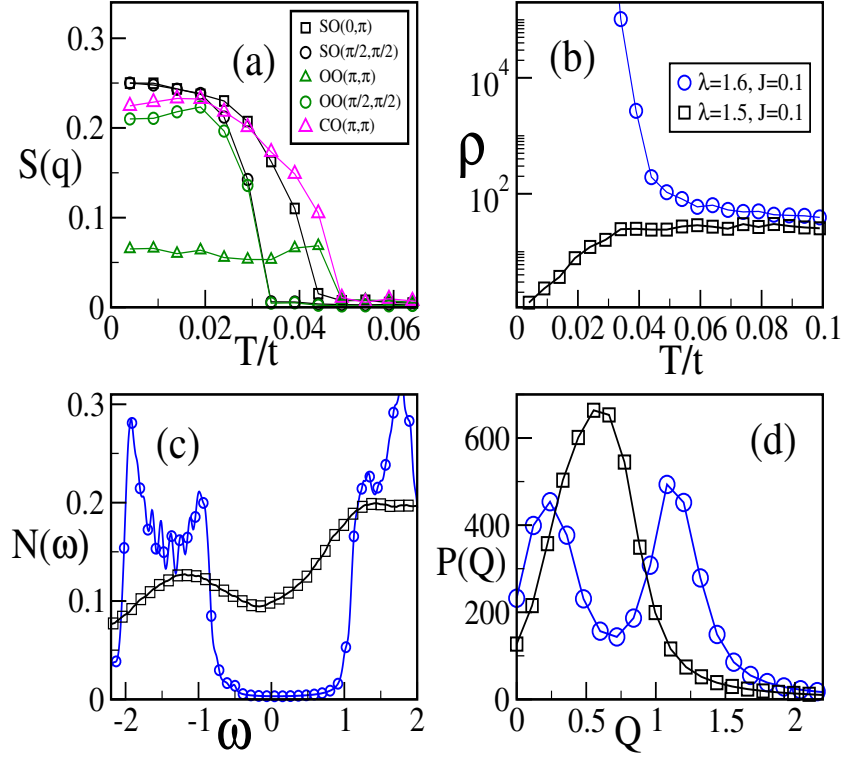 (a)
S(q)
0.3
0.2
0.1
0
0
0.02
0.04
0.06
T/t
SO(0,π)
SO(π/2,π/2)
OO(π,π)
OO(π/2,π/2)
CO(π,π)
(b)
ρ
10^4
10^2
0
0.02
0.04
0.06
0.08
0.1
T/t
λ=1.6, J=0.1
λ=1.5, J=0.1
(c)
N(ω)
0.3
0.2
0.1
0
-2
-1
0
1
2
ω
(d)
P(Q)
600
400
200
0
0
0.5
1
1.5
2
Q